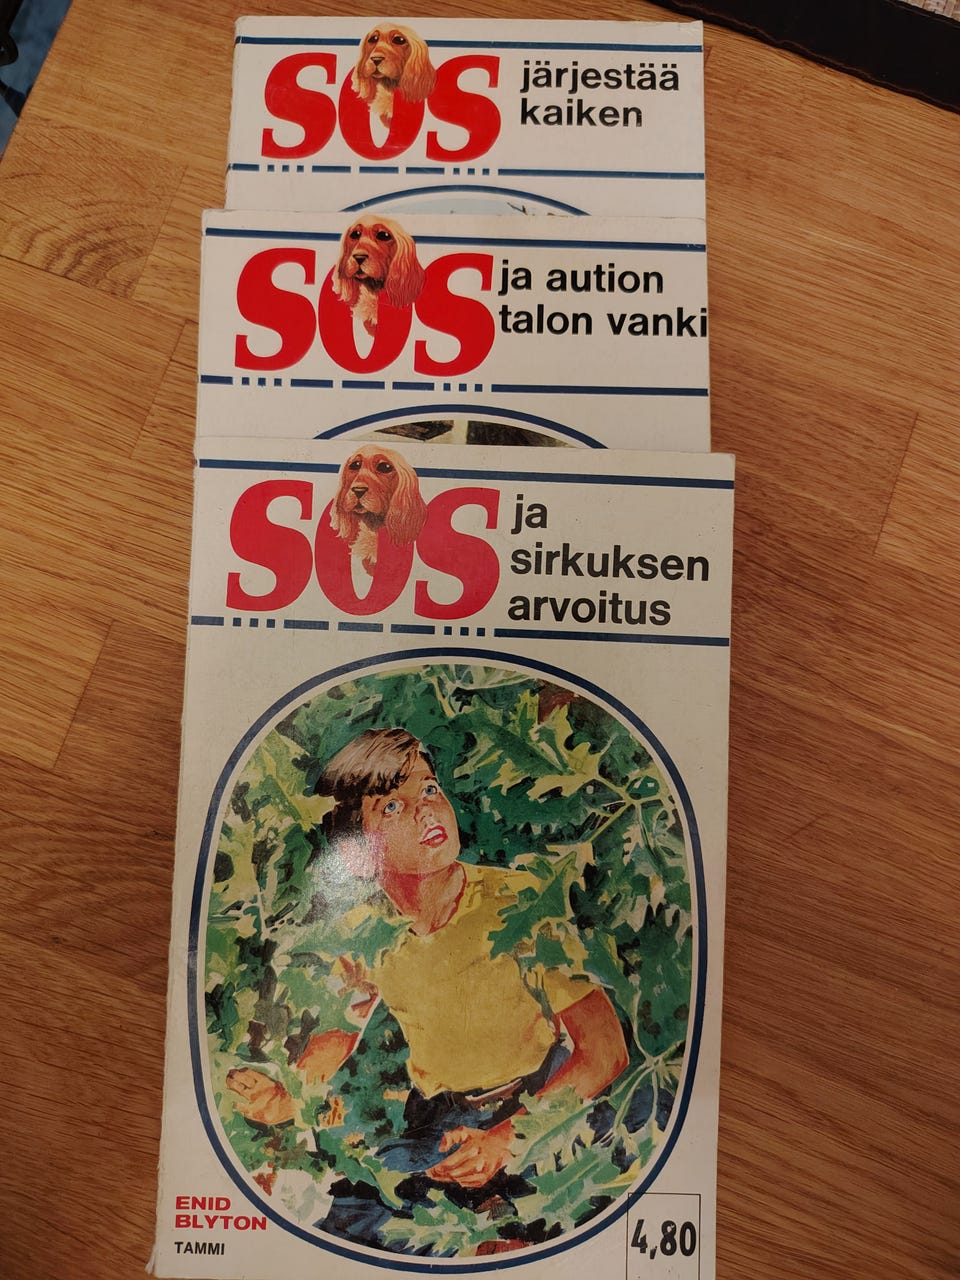 SOS
järjestää
kaiken
SOS
ja aution
talon vanki
SOS
ja
sirkuksen
arvoitus
ENID
BLYTON
TAMMI
4,80